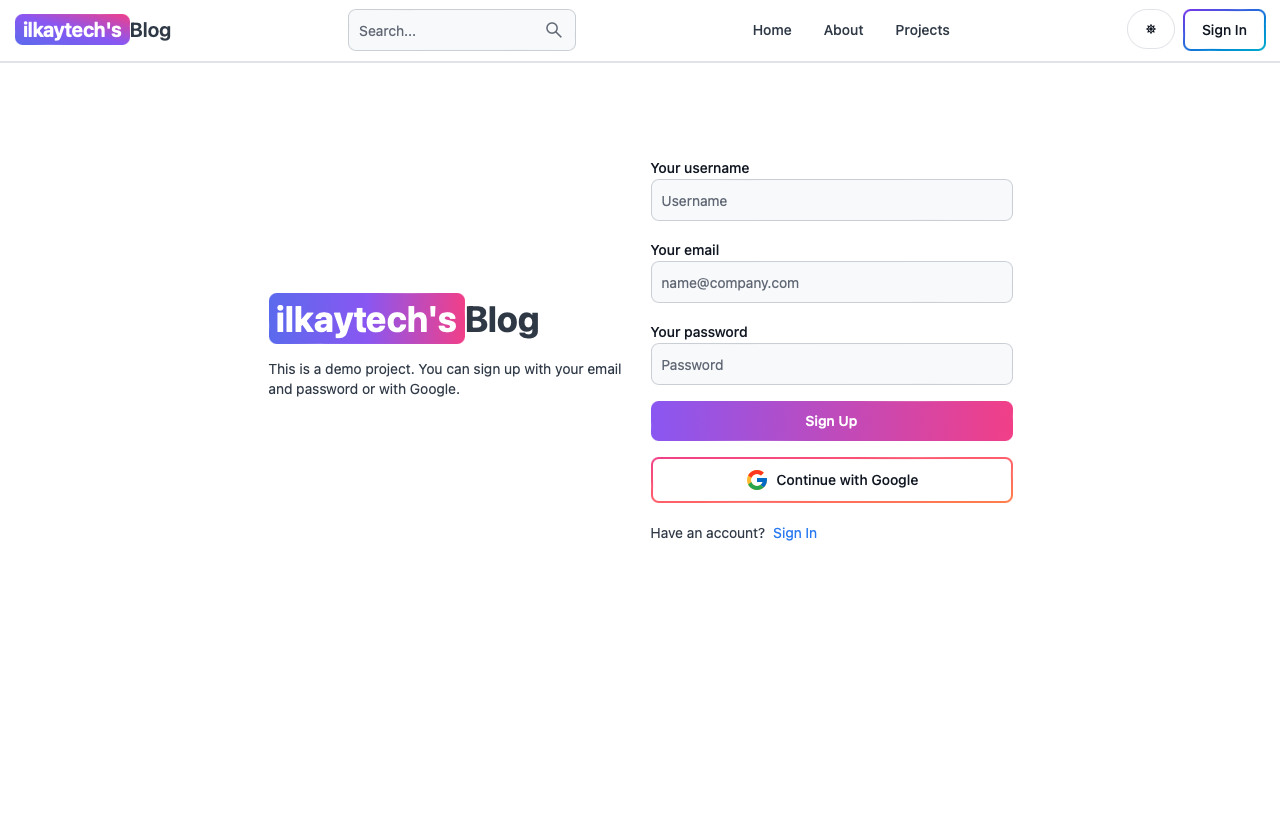 ilkaytech's Blog
Search...
Home
About
Projects
Sign In
ilkaytech's Blog
This is a demo project. You can sign up with your email
and password or with Google.
Your username
Username
Your email
name@company.com
Your password
Password
Sign Up
Continue with Google
Have an account? Sign In